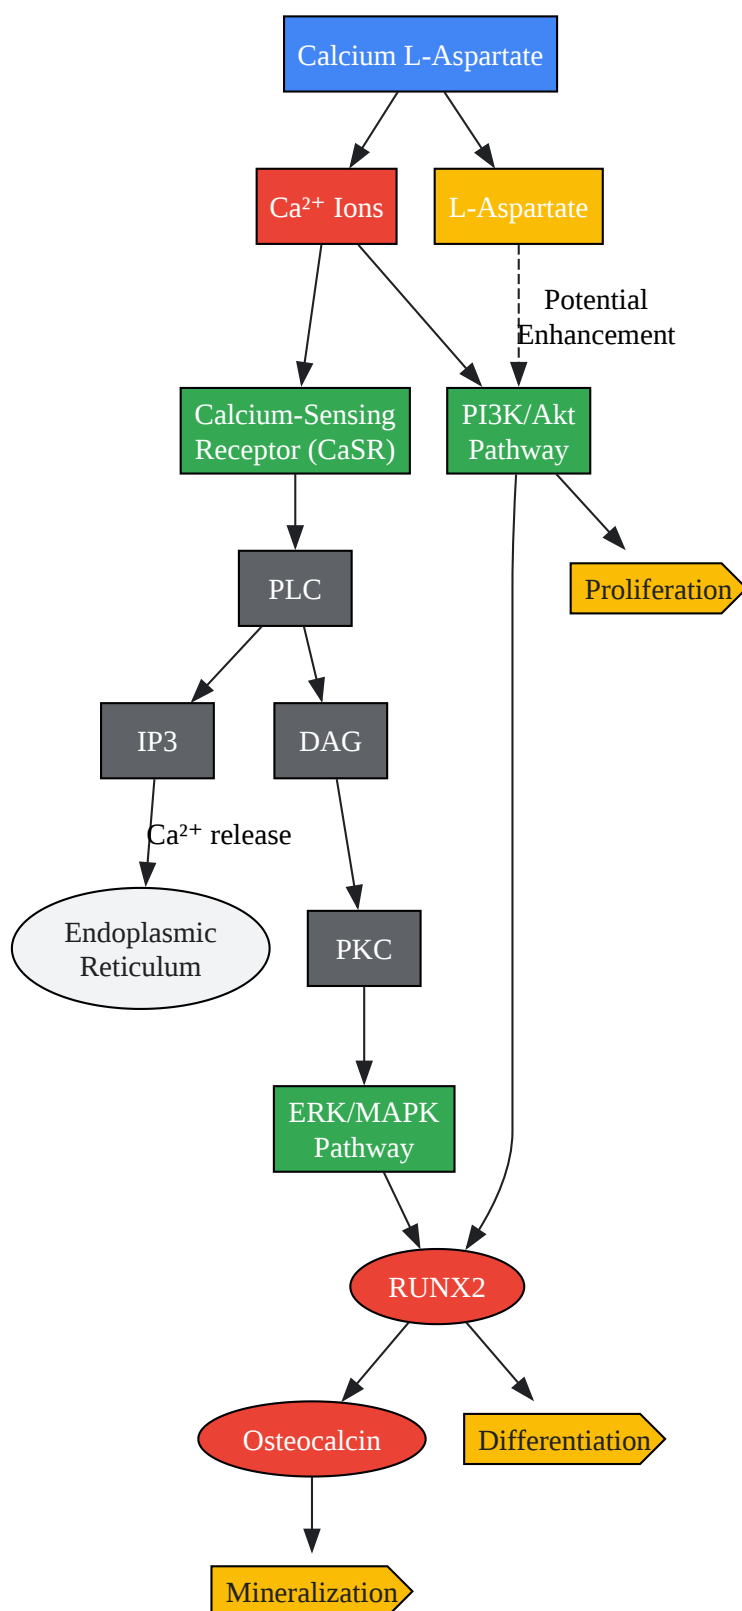 Calcium L-Aspartate
Ca²⁺ Ions
L-Aspartate
Potential
Enhancement
Calcium-Sensing
Receptor (CaSR)
PI3K/Akt
Pathway
PLC
Proliferation
IP3
DAG
Ca²⁺ release
Endoplasmic
Reticulum
PKC
ERK/MAPK
Pathway
RUNX2
Osteocalcin
Differentiation
Mineralization